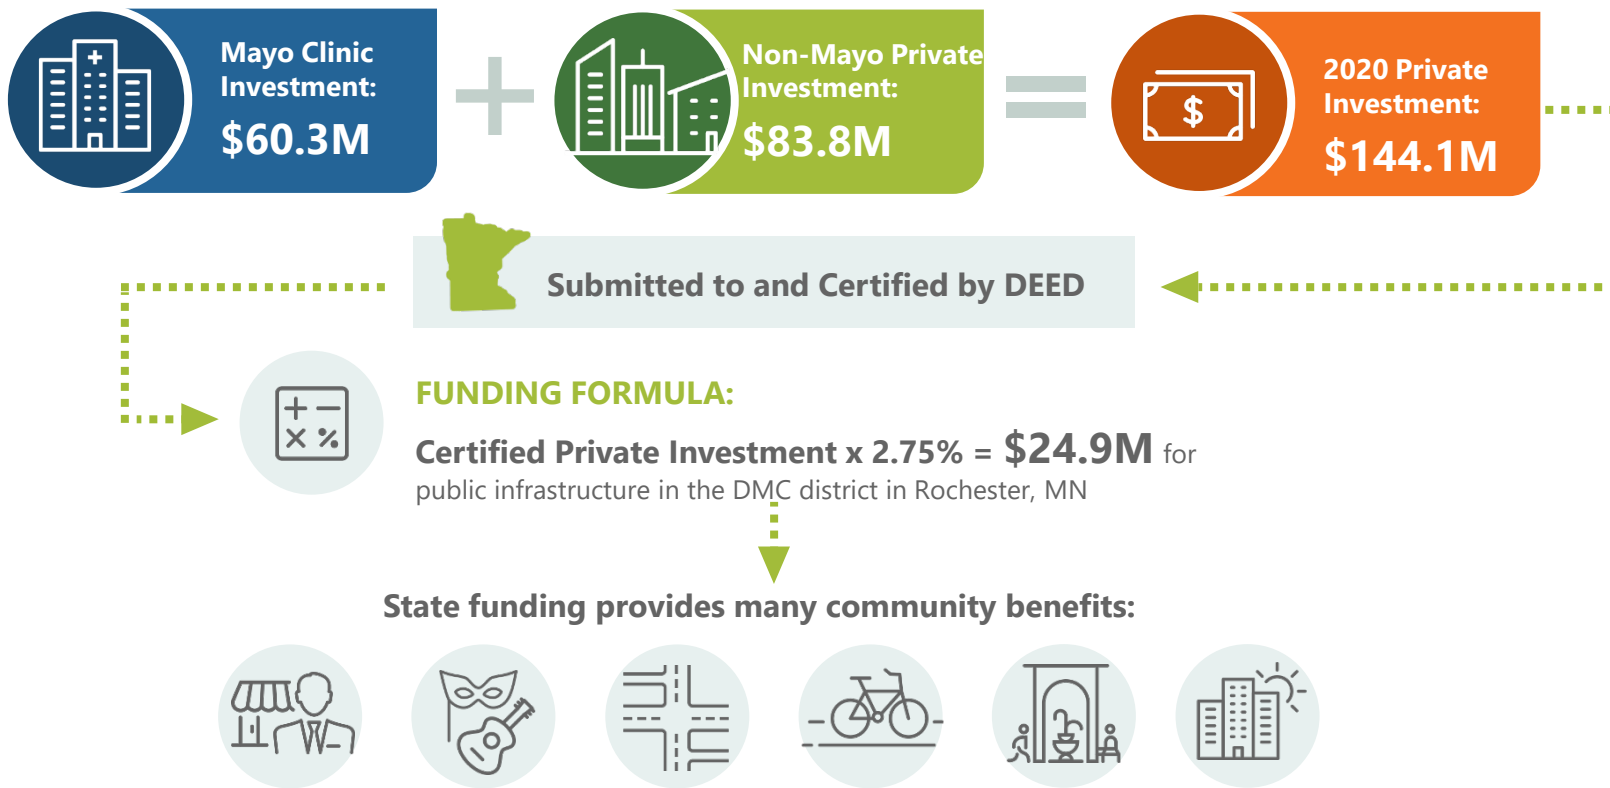 Mayo Clinic
Investment:
$60.3M
Non-Mayo Private
Investment:
$83.8M
2020 Private
Investment:
$144.1M
Submitted to and Certified by DEED
FUNDING FORMULA:
Certified Private Investment x 2.75% = $24.9M for
public infrastructure in the DMC district in Rochester, MN
State funding provides many community benefits: